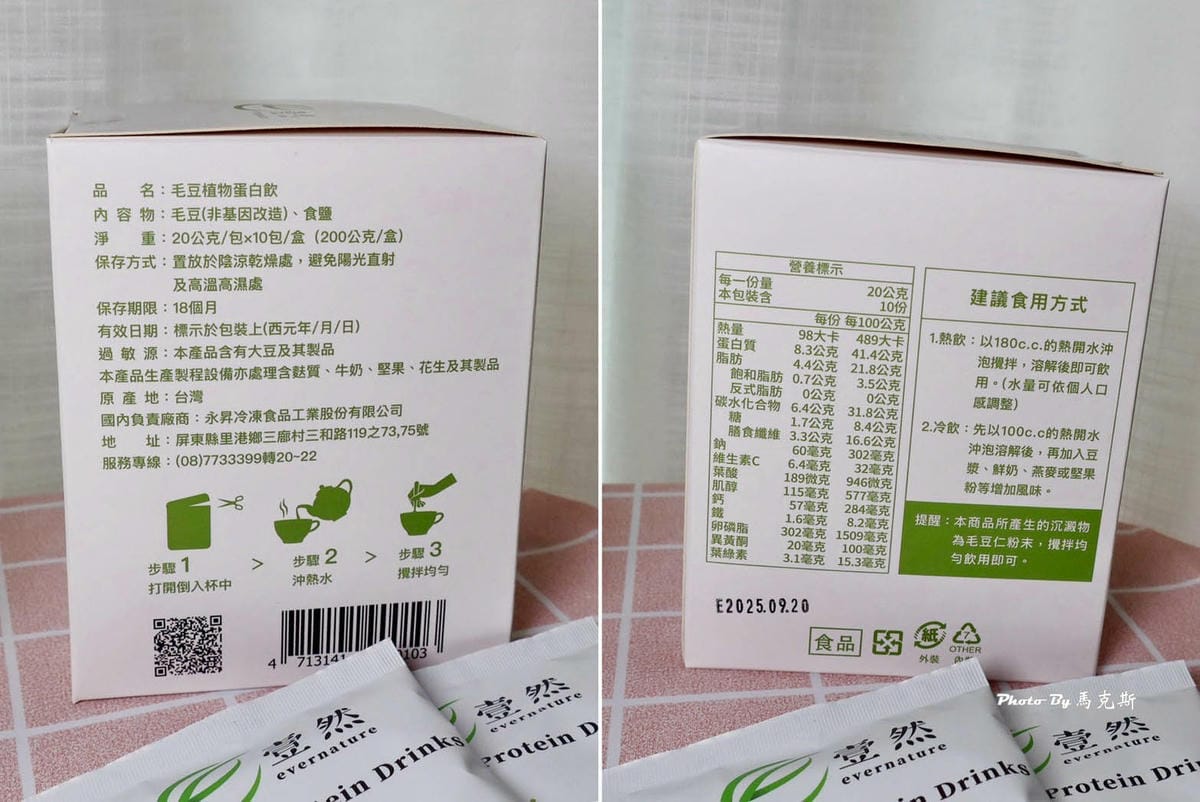 品 名：毛豆植物蛋白飲
內 容 物：毛豆(非基因改造)、食鹽
淨 重：20公克/包x10包/盒（200公克/盒）
保存方式：置放於陰涼乾燥處，避免陽光直射
及高溫高濕處
保存期限：18個月
有效日期：標示於包裝上(西元年/月/日)
過 敏 源：本產品含有大豆及其製品
本產品生產製程設備亦處理含麩質、牛奶、堅果、花生及其製品
原 產 地：台灣
國內負責廠商：永昇冷凍食品工業股份有限公司
地 址：屏東縣里港鄉三廍村三和路119之73,75號
服務專線：(08)7733399轉20~22
步驟 1 > 步驟 2 > 步驟 3
打開倒入杯中 沖熱水 攪拌均勻
4 713141 103
壹然
evernature
ein Drinks
壹然
evernature
Protein D
營養標示
每一份量 20公克
本包裝含 10份
每份 每100公克
熱量 98大卡 489大卡
蛋白質 8.3公克 41.4公克
脂肪 4.4公克 21.8公克
飽和脂肪 0.7公克 3.5公克
反式脂肪 0公克 0公克
碳水化合物 6.4公克 31.8公克
糖 1.7公克 8.4公克
膳食纖維 3.3公克 16.6公克
鈉 60毫克 302毫克
維生素C 6.4毫克 32毫克
葉酸 189微克 946微克
肌醇 115毫克 577毫克
鈣 57毫克 284毫克
鐵 1.6毫克 8.2毫克
卵磷脂 302毫克 1509毫克
異黃酮 20毫克 100毫克
葉綠素 3.1毫克 15.3毫克
建議食用方式
1.熱飲：以180c.c.的熱開水沖
泡攪拌，溶解後即可飲
用。(水量可依個人口
感調整)
2.冷飲：先以100c.c的熱開水
沖泡溶解後，再加入豆
漿、鮮奶、燕麥或堅果
粉等增加風味。
提醒：本商品所產生的沉澱物
為毛豆仁粉末，攪拌均
勻飲用即可。
E2025.09.20
食品 紙 7
外裝 OTHER
Photo By 馬克斯
壹然
evernature
in Drinks
壹然
evernature
Protein Dri